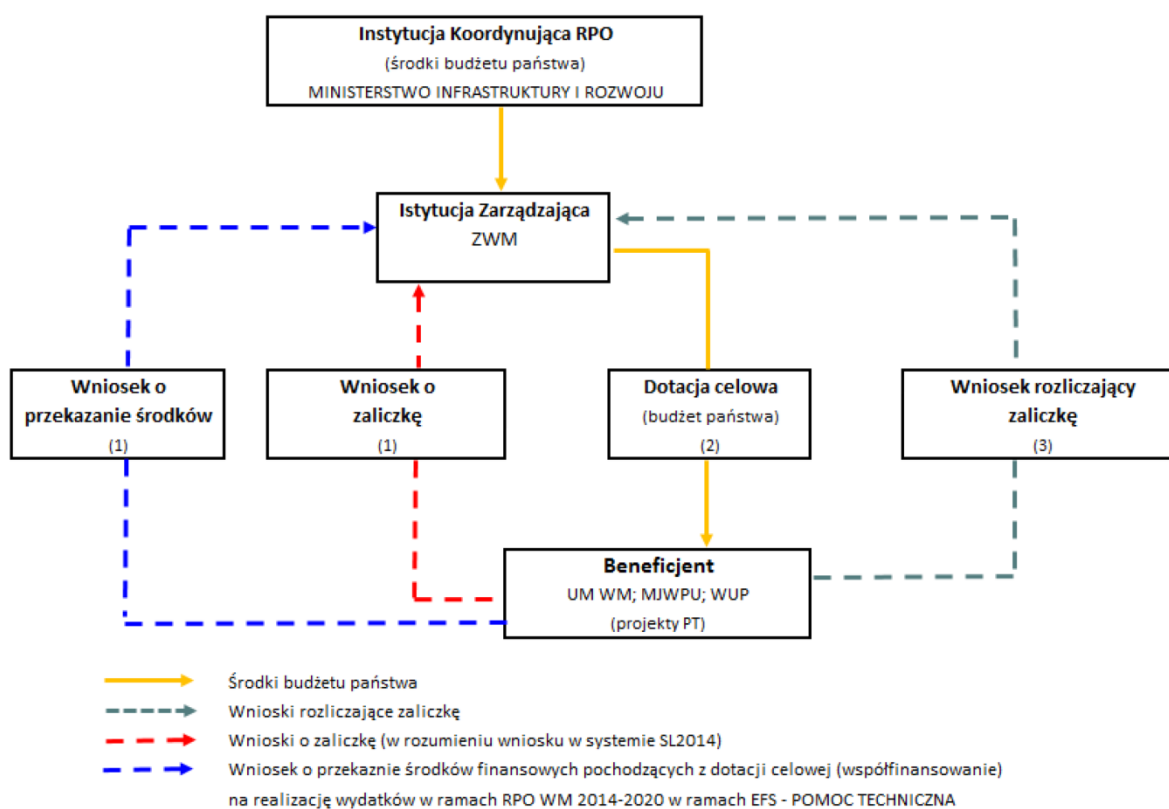 Instytucja Koordynująca RPO
(środki budżetu państwa)
MINISTERSTWO INFRASTRUKTURY I ROZWOJU
Istytucja Zarządzająca
ZWM
Wniosek o
przekazanie środków
(1)
Wniosek o
zaliczkę
(1)
Dotacja celowa
(budżet państwa)
(2)
Wniosek rozliczający
zaliczkę
(3)
Beneficjent
UM WM; MJWPU; WUP
(projekty PT)
Środki budżetu państwa
Wnioski rozliczające zaliczkę
Wnioski o zaliczkę (w rozumieniu wniosku w systemie SL2014)
Wniosek o przekaznie środków finansowych pochodzących z dotacji celowej (współfinansowanie)
na realizację wydatków w ramach RPO WM 2014-2020 w ramach EFS - POMOC TECHNICZNA